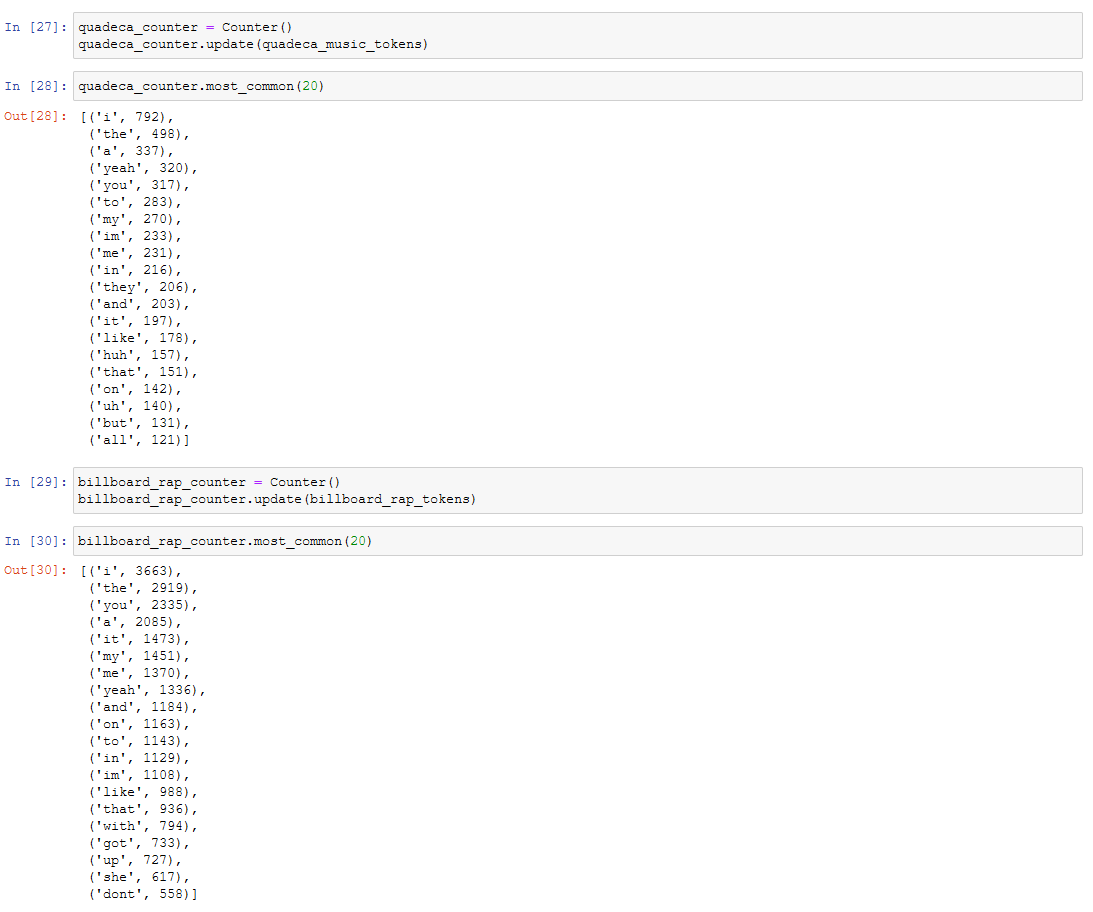 In [27]: quadeca_counter = Counter()
quadeca_counter.update(quadeca_music_tokens)
In [28]: quadeca_counter.most_common(20)
Out[28]: [('i', 792),
('the', 498),
('a', 337),
('yeah', 320),
('you', 317),
('to', 283),
('my', 270),
('im', 233),
('me', 231),
('in', 216),
('they', 206),
('and', 203),
('it', 197),
('like', 178),
('huh', 157),
('that', 151),
('on', 142),
('uh', 140),
('but', 131),
('all', 121)]
In [29]: billboard_rap_counter = Counter()
billboard_rap_counter.update(billboard_rap_tokens)
In [30]: billboard_rap_counter.most_common(20)
Out[30]: [('i', 3663),
('the', 2919),
('you', 2335),
('a', 2085),
('it', 1473),
('my', 1451),
('me', 1370),
('yeah', 1336),
('and', 1184),
('on', 1163),
('to', 1143),
('in', 1129),
('im', 1108),
('like', 988),
('that', 936),
('with', 794),
('got', 733),
('up', 727),
('she', 617),
('dont', 558)]